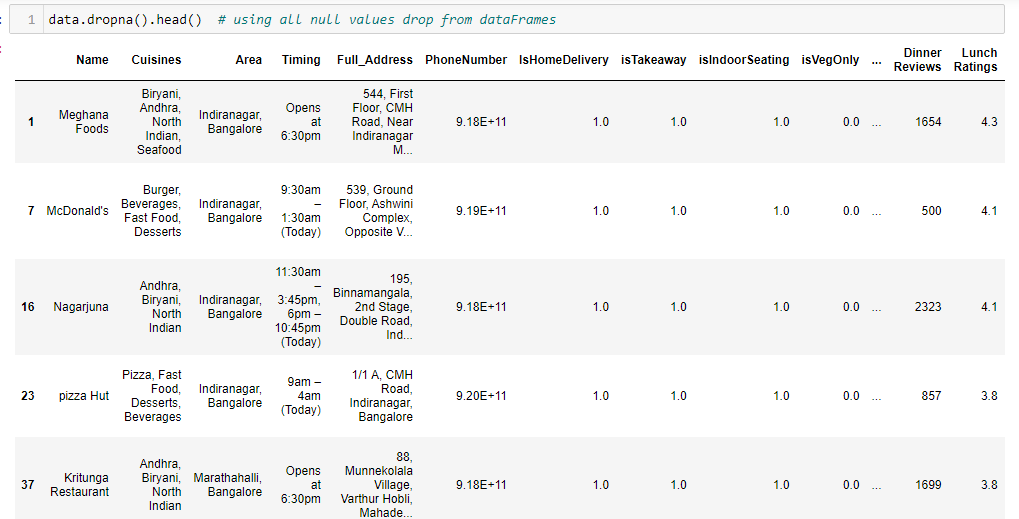 1 data.dropna().head() # using all null values drop from dataFrames
Name Cuisines Area Timing Full_Address PhoneNumber IsHomeDelivery isTakeaway isIndoorSeating isVegOnly ... Dinner Reviews Lunch Ratings
1 Meghana Foods Biryani, Andhra, North Indian, Seafood Indiranagar, Bangalore Opens at 6:30pm 544, First Floor, CMH Road, Near Indiranagar M... 9.18E+11 1.0 1.0 1.0 0.0 ... 1654 4.3
7 McDonald's Burger, Beverages, Fast Food, Desserts Indiranagar, Bangalore 9:30am – 1:30am (Today) 539, Ground Floor, Ashwini Complex, Opposite V... 9.19E+11 1.0 1.0 1.0 0.0 ... 500 4.1
16 Nagarjuna Andhra, Biryani, North Indian Indiranagar, Bangalore 11:30am – 3:45pm, 6pm – 10:45pm (Today) 195, Binnamangala, 2nd Stage, Double Road, Ind... 9.18E+11 1.0 1.0 1.0 0.0 ... 2323 4.1
23 pizza Hut Pizza, Fast Food, Desserts, Beverages Indiranagar, Bangalore 9am – 4am (Today) 1/1 A, CMH Road, Indiranagar, Bangalore 9.20E+11 1.0 1.0 1.0 0.0 ... 857 3.8
37 Kritunga Restaurant Andhra, Biryani, North Indian Marathahalli, Bangalore Opens at 6:30pm 88, Munnekolala Village, Varthur Hobli, Mahade... 9.18E+11 1.0 1.0 1.0 0.0 ... 1699 3.8